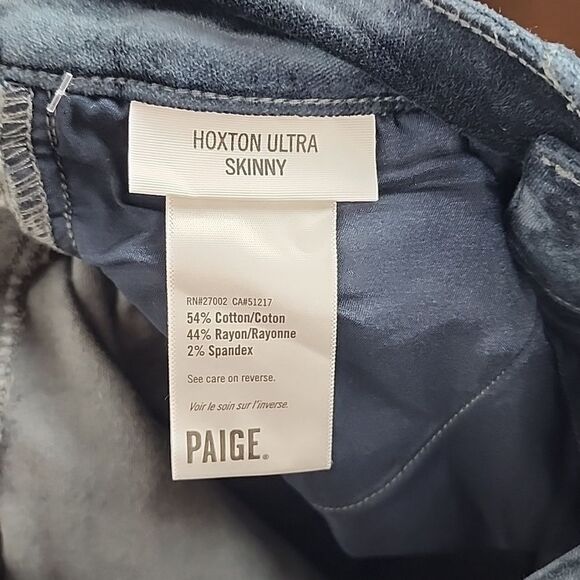 HOXTON ULTRA
SKINNY
RN#27002 CA#51217
54% Cotton/Coton
44% Rayon/Rayonne
2% Spandex
See care on reverse.
Voir le soin sur l'inverse.
PAIGE®